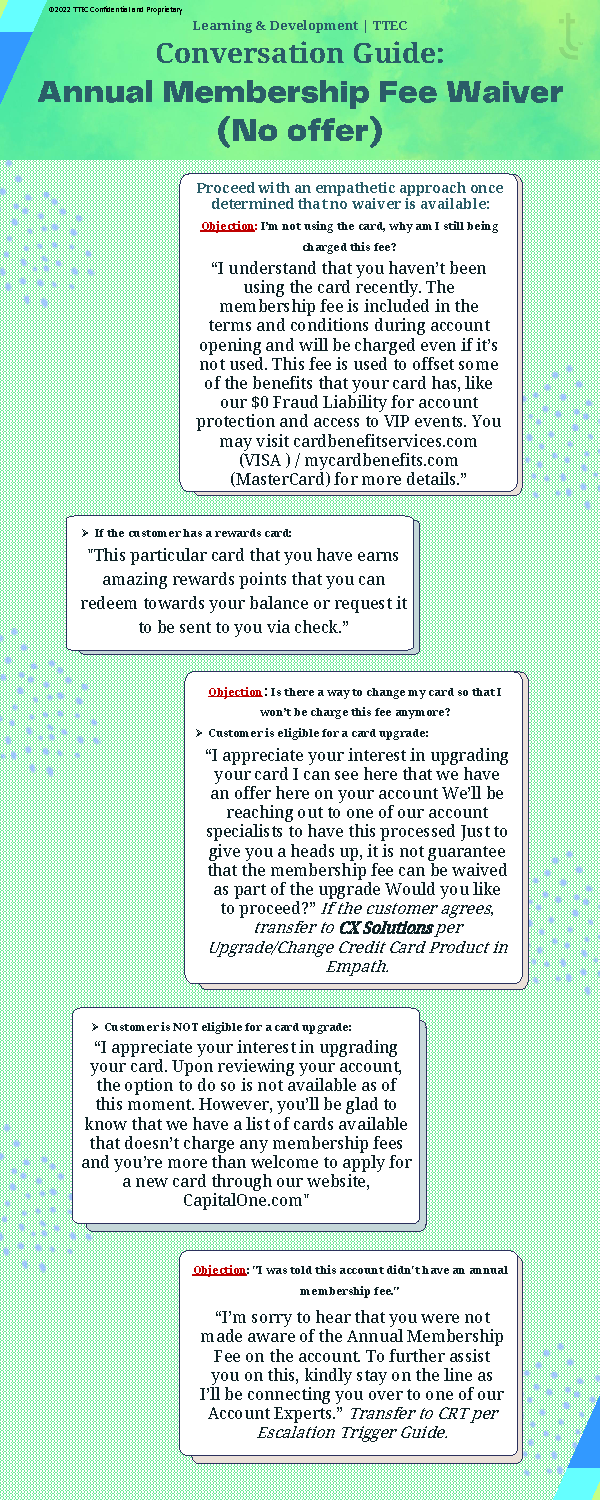 ©2022 TTEC Confidential and Proprietary
Learning & Development | TTEC
Conversation Guide:
Annual Membership Fee Waiver
(No offer)
Proceed with an empathetic approach once
determined that no waiver is available:
Objection: I'm not using the card, why am I still being
charged this fee?
“I understand that you haven’t been
using the card recently. The
membership fee is included in the
terms and conditions during account
opening and will be charged even if it’s
not used. This fee is used to offset some
of the benefits that your card has, like
our $0 Fraud Liability for account
protection and access to VIP events. You
may visit cardbenefitservices.com
(VISA ) / mycardbenefits.com
(MasterCard) for more details.”
➢ If the customer has a rewards card:
"This particular card that you have earns
amazing rewards points that you can
redeem towards your balance or request it
to be sent to you via check.”
Objection: Is there a way to change my card so that I
won’t be charge this fee anymore?
➢ Customer is eligible for a card upgrade:
“I appreciate your interest in upgrading
your card I can see here that we have
an offer here on your account We’ll be
reaching out to one of our account
specialists to have this processed Just to
give you a heads up, it is not guarantee
that the membership fee can be waived
as part of the upgrade Would you like
to proceed?” If the customer agrees,
transfer to CX Solutions per
Upgrade/Change Credit Card Product in
Empath.
➢ Customer is NOT eligible for a card upgrade:
“I appreciate your interest in upgrading
your card. Upon reviewing your account,
the option to do so is not available as of
this moment. However, you’ll be glad to
know that we have a list of cards available
that doesn’t charge any membership fees
and you’re more than welcome to apply for
a new card through our website,
CapitalOne.com"
Objection: "I was told this account didn't have an annual
membership fee."
“I’m sorry to hear that you were not
made aware of the Annual Membership
Fee on the account. To further assist
you on this, kindly stay on the line as
I’ll be connecting you over to one of our
Account Experts.” Transfer to CRT per
Escalation Trigger Guide.